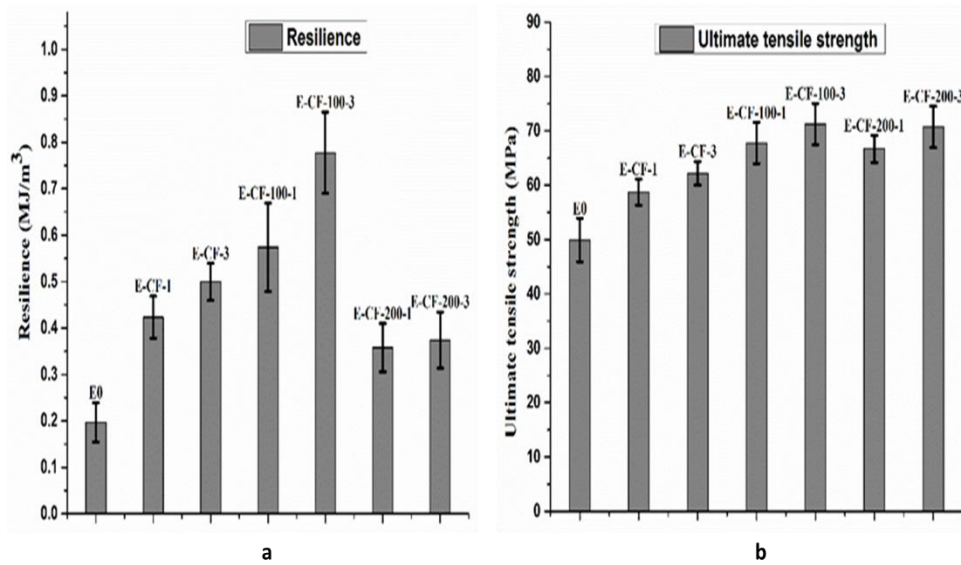 Resilience
Resilience (MJ/m³)
1.0
0.9
0.8
0.7
0.6
0.5
0.4
0.3
0.2
0.1
0.0
E0
E-CF-1
E-CF-3
E-CF-100-1
E-CF-100-3
E-CF-200-1
E-CF-200-3
a
Ultimate tensile strength
Ultimate tensile strength (MPa)
90
80
70
60
50
40
30
20
10
0
E0
E-CF-1
E-CF-3
E-CF-100-1
E-CF-100-3
E-CF-200-1
E-CF-200-3
b